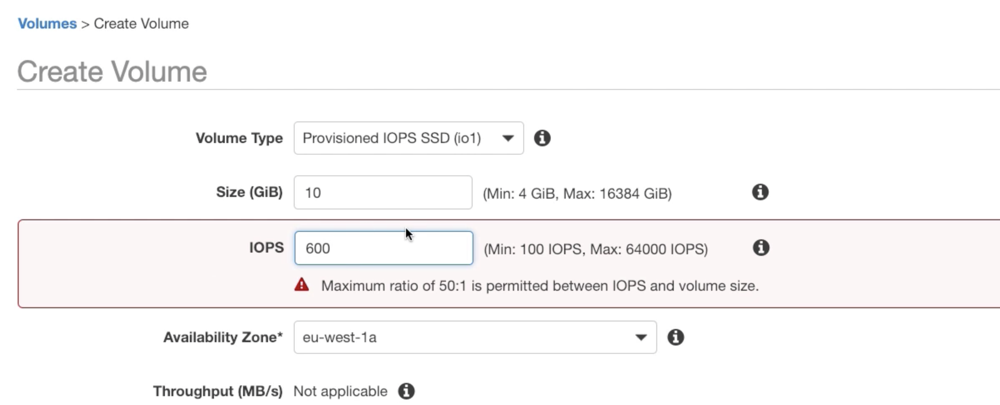 Volumes > Create Volume
Create Volume
Volume Type Provisioned IOPS SSD (io1)
Size (GiB) 10 (Min: 4 GiB, Max: 16384 GiB)
IOPS 600 (Min: 100 IOPS, Max: 64000 IOPS)
Maximum ratio of 50:1 is permitted between IOPS and volume size.
Availability Zone* eu-west-1a
Throughput (MB/s) Not applicable